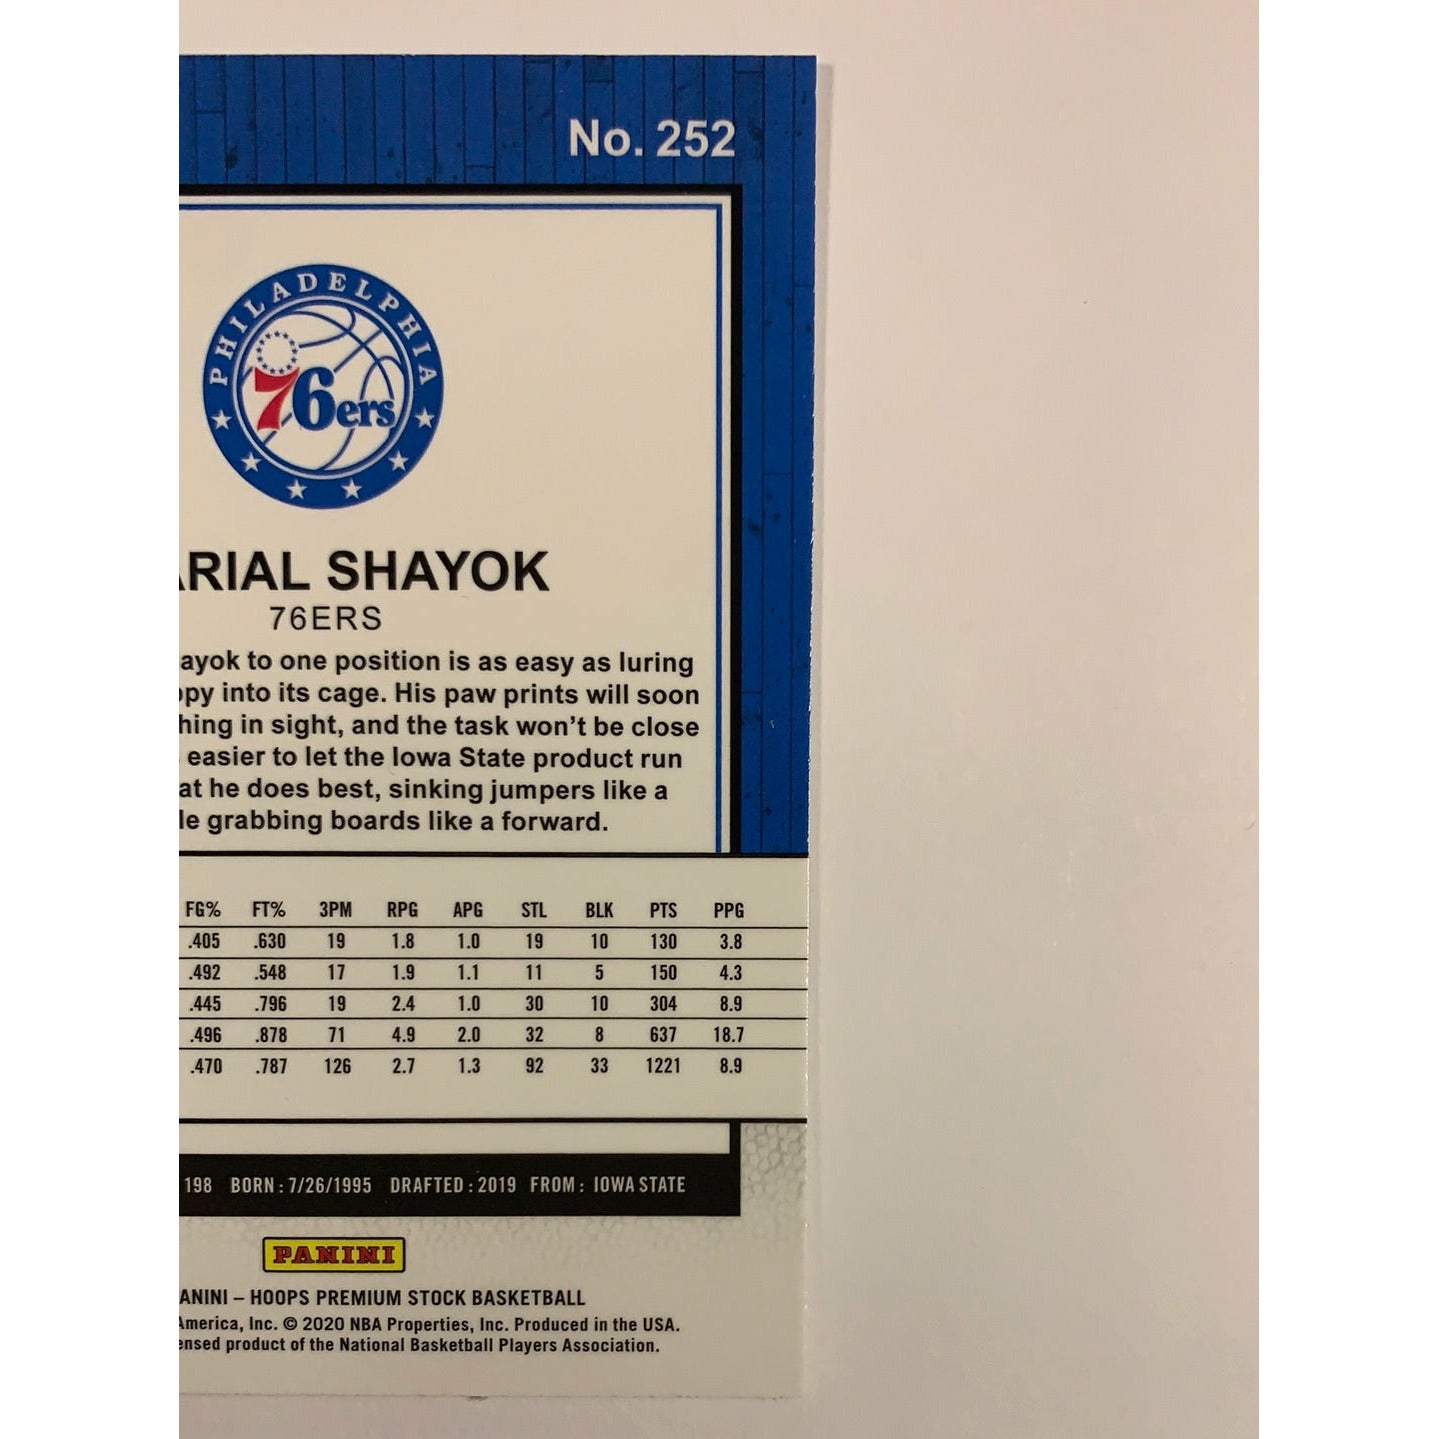 No. 252
PHILADELPHIA
76ers
ARIAL SHAYOK
76ERS
ayok to one position is as easy as luring
py into its cage. His paw prints will soon
hing in sight, and the task won't be close
easier to let the Iowa State product run
at he does best, sinking jumpers like a
le grabbing boards like a forward.
FG% FT% 3PM RPG APG STL BLK PTS PPG
.405 .630 19 1.8 1.0 19 10 130 3.8
.492 .548 17 1.9 1.1 11 5 150 4.3
.445 .796 19 2.4 1.0 30 10 304 8.9
.496 .878 71 4.9 2.0 32 8 637 18.7
.470 .787 126 2.7 1.3 92 33 1221 8.9
198 BORN: 7/26/1995 DRAFTED: 2019 FROM: IOWA STATE
PANINI
ANINI – HOOPS PREMIUM STOCK BASKETBALL
America, Inc. © 2020 NBA Properties, Inc. Produced in the USA.
ensed product of the National Basketball Players Association.